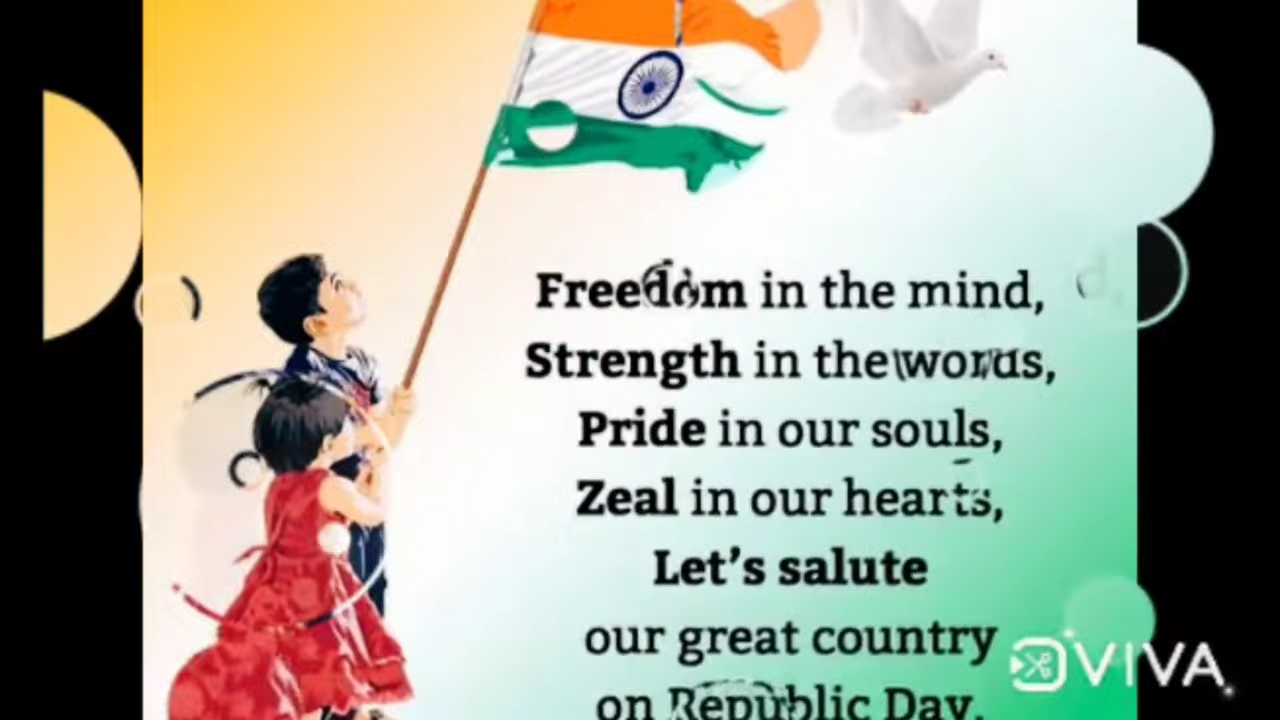 Freedom in the mind,
Strength in the words,
Pride in our souls,
Zeal in our hearts,
Let's salute
our great country
on Republic Day.
VIVA